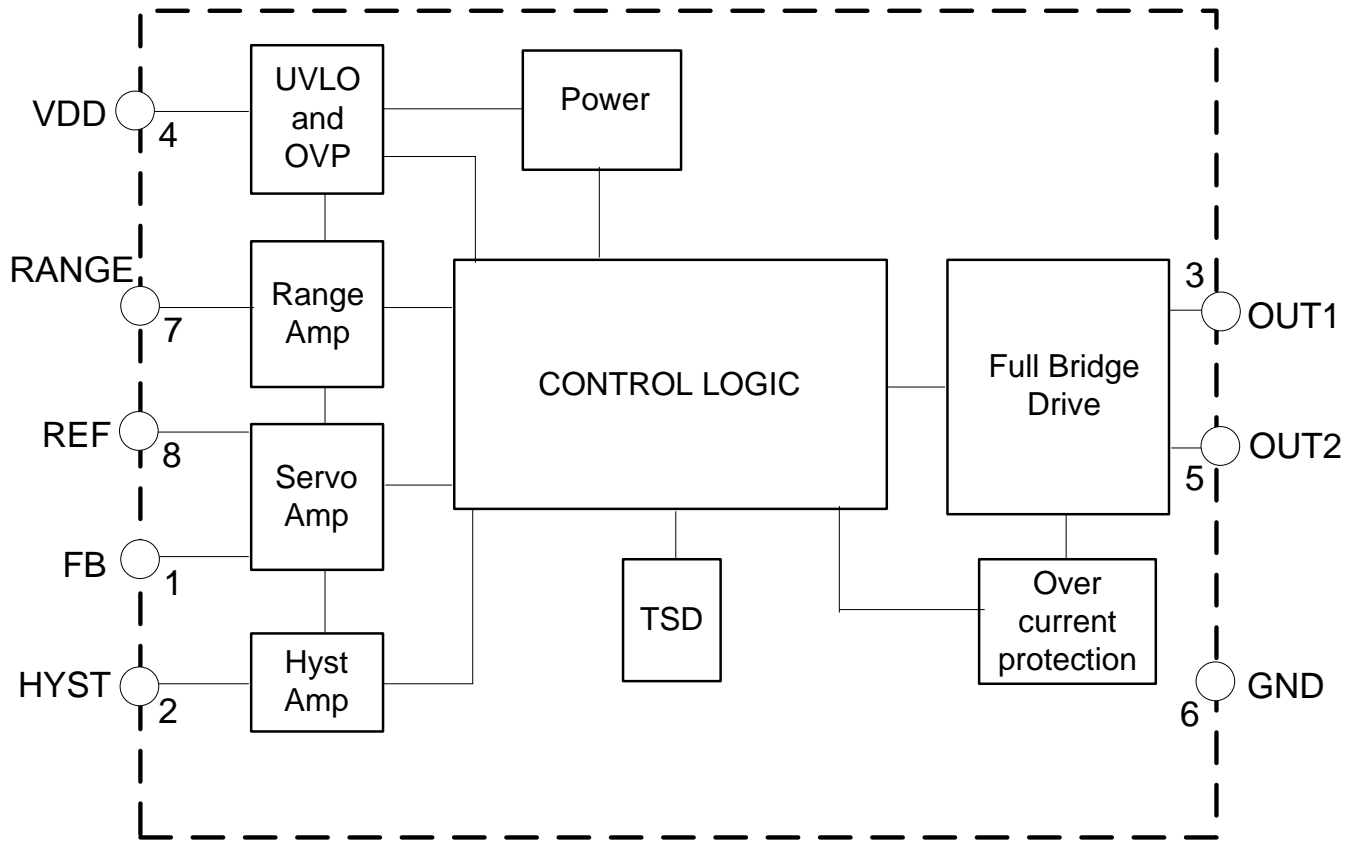 VDD
4
UVLO
and
OVP
Power
RANGE
7
Range
Amp
REF
8
Servo
Amp
FB
1
HYST
2
Hyst
Amp
CONTROL LOGIC
TSD
Full Bridge
Drive
Over
current
protection
3
OUT1
OUT2
5
GND
6